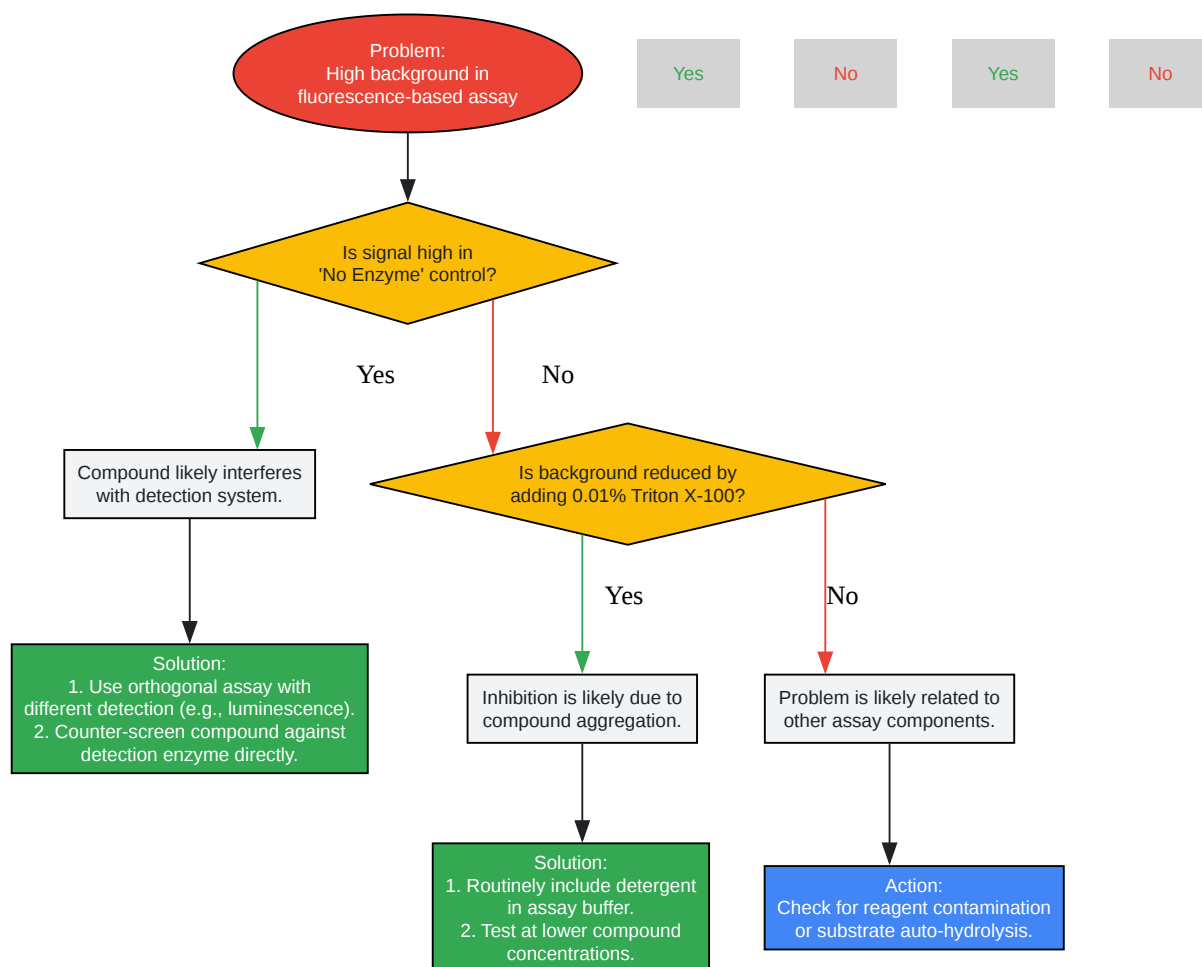 Problem:
High background in
fluorescence-based assay
Yes
No
Yes
No
Is signal high in
'No Enzyme' control?
Yes
No
Compound likely interferes
with detection system.
Is background reduced by
adding 0.01% Triton X-100?
Yes
No
Solution:
1. Use orthogonal assay with
different detection (e.g., luminescence).
2. Counter-screen compound against
detection enzyme directly.
Inhibition is likely due to
compound aggregation.
Problem is likely related to
other assay components.
Solution:
1. Routinely include detergent
in assay buffer.
2. Test at lower compound
concentrations.
Action:
Check for reagent contamination
or substrate auto-hydrolysis.